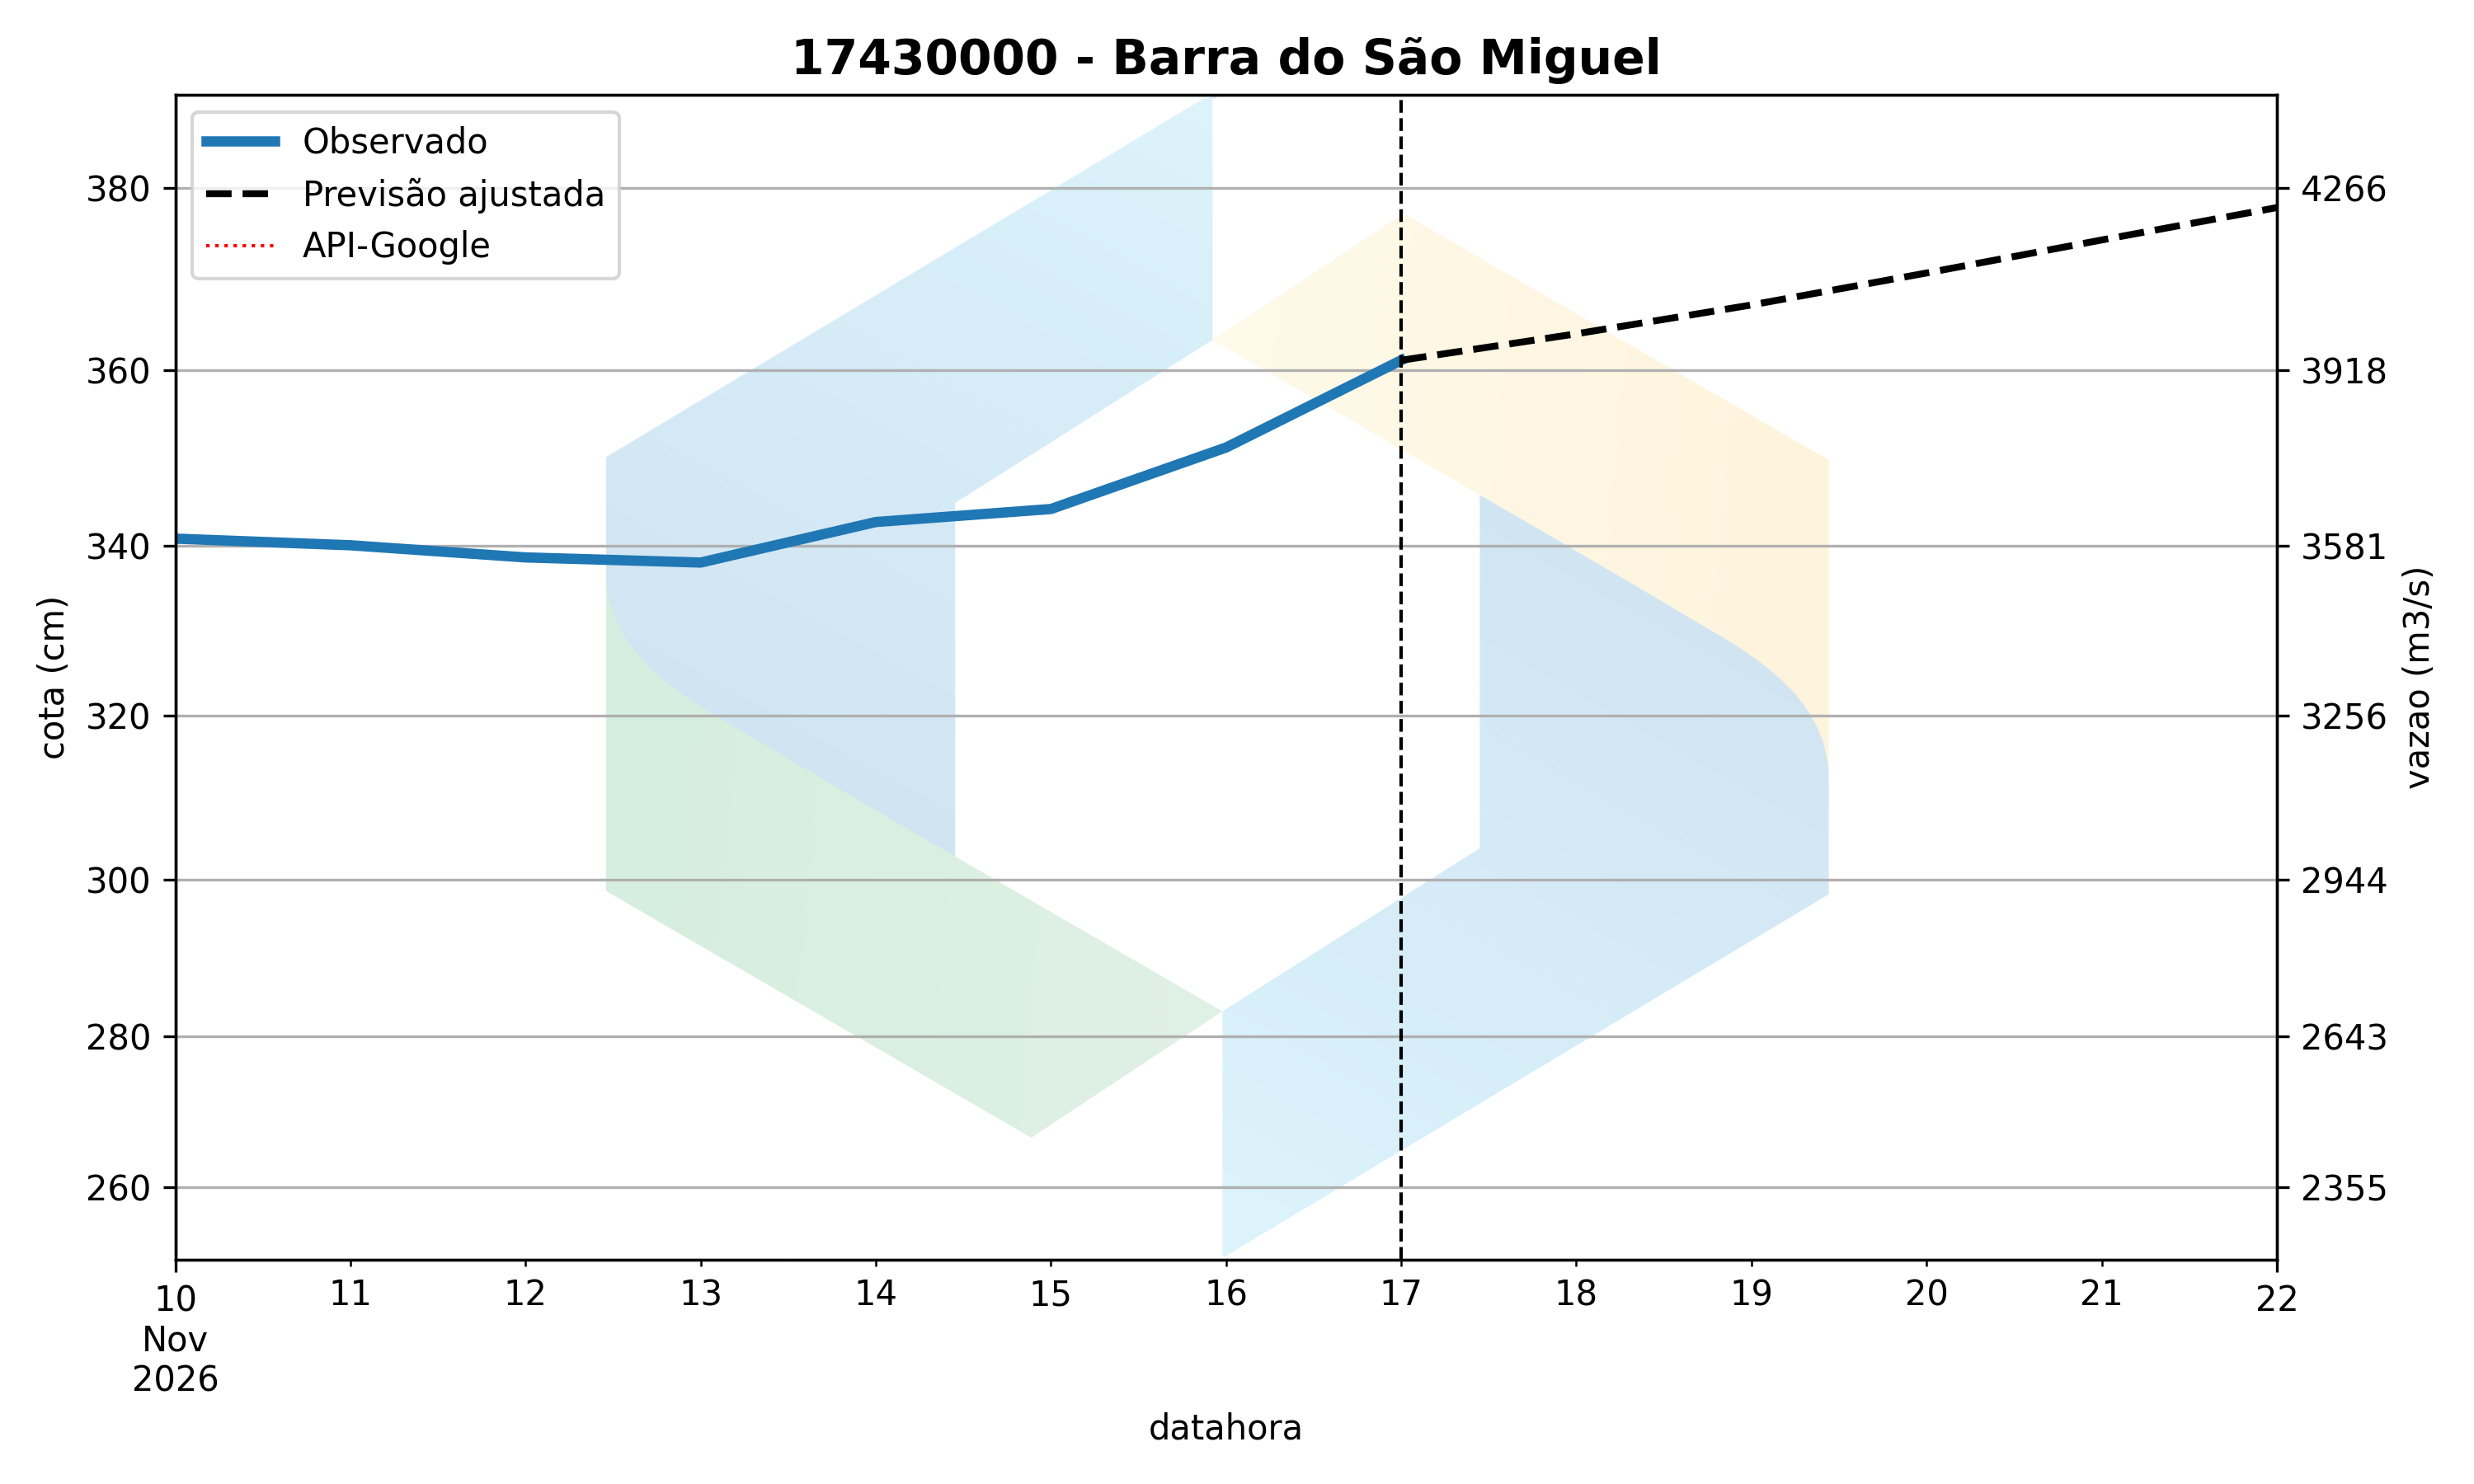 17430000 - Barra do São Miguel
Observado
Previsão ajustada
API-Google
380
360
340
320
300
280
260
cota (cm)
4266
3918
3581
3256
2944
2643
2355
vazao (m3/s)
10 11 12 13 14 15 16 17 18 19 20 21 22
Nov
2026
datahora